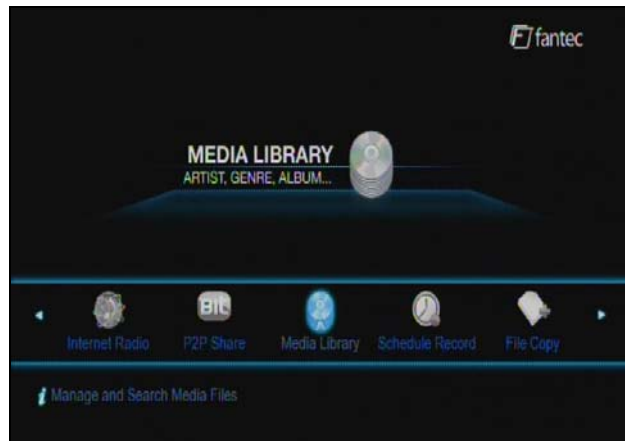 fantec
MEDIA LIBRARY
ARTIST, GENRE, ALBUM...
BIt
Internet Radio P2P Share Media Library Schedule Record File Copy
i Manage and Search Media Files